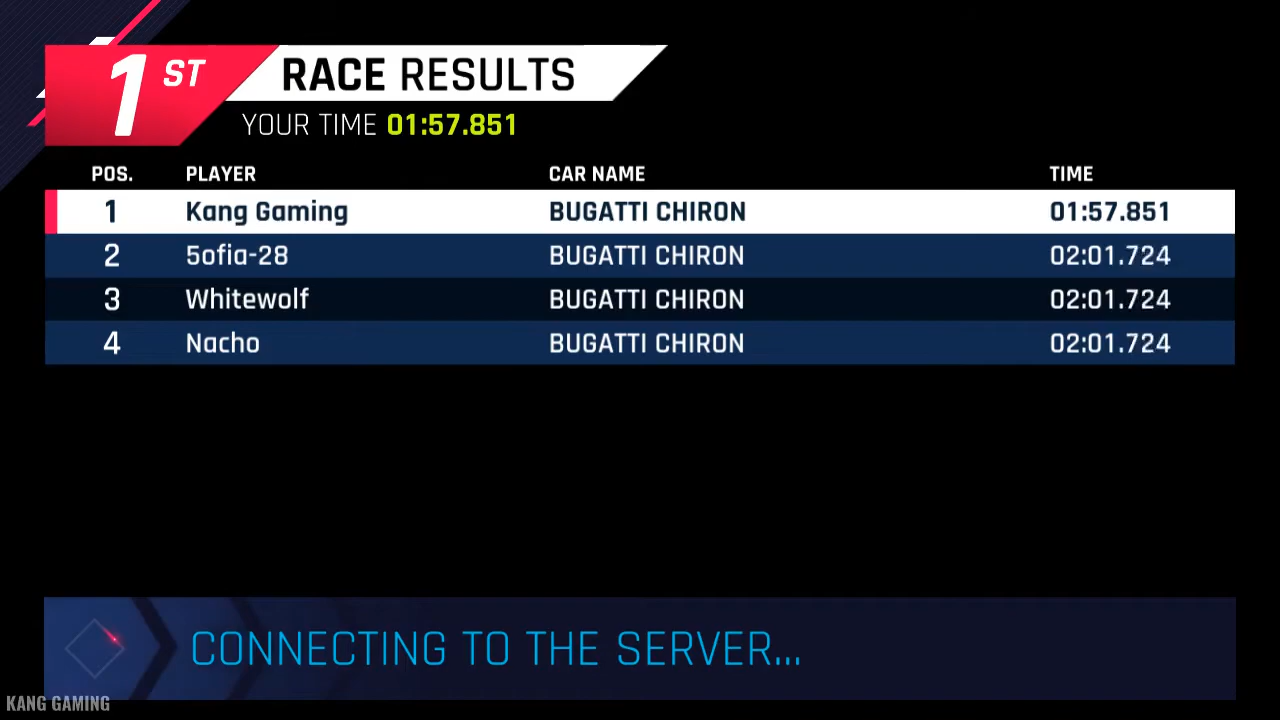 1ST
RACE RESULTS
YOUR TIME 01:57.851
POS. PLAYER CAR NAME TIME
1 Kang Gaming BUGATTI CHIRON 01:57.851
2 5ofia-28 BUGATTI CHIRON 02:01.724
3 Whitewolf BUGATTI CHIRON 02:01.724
4 Nacho BUGATTI CHIRON 02:01.724
CONNECTING TO THE SERVER...
KANG GAMING